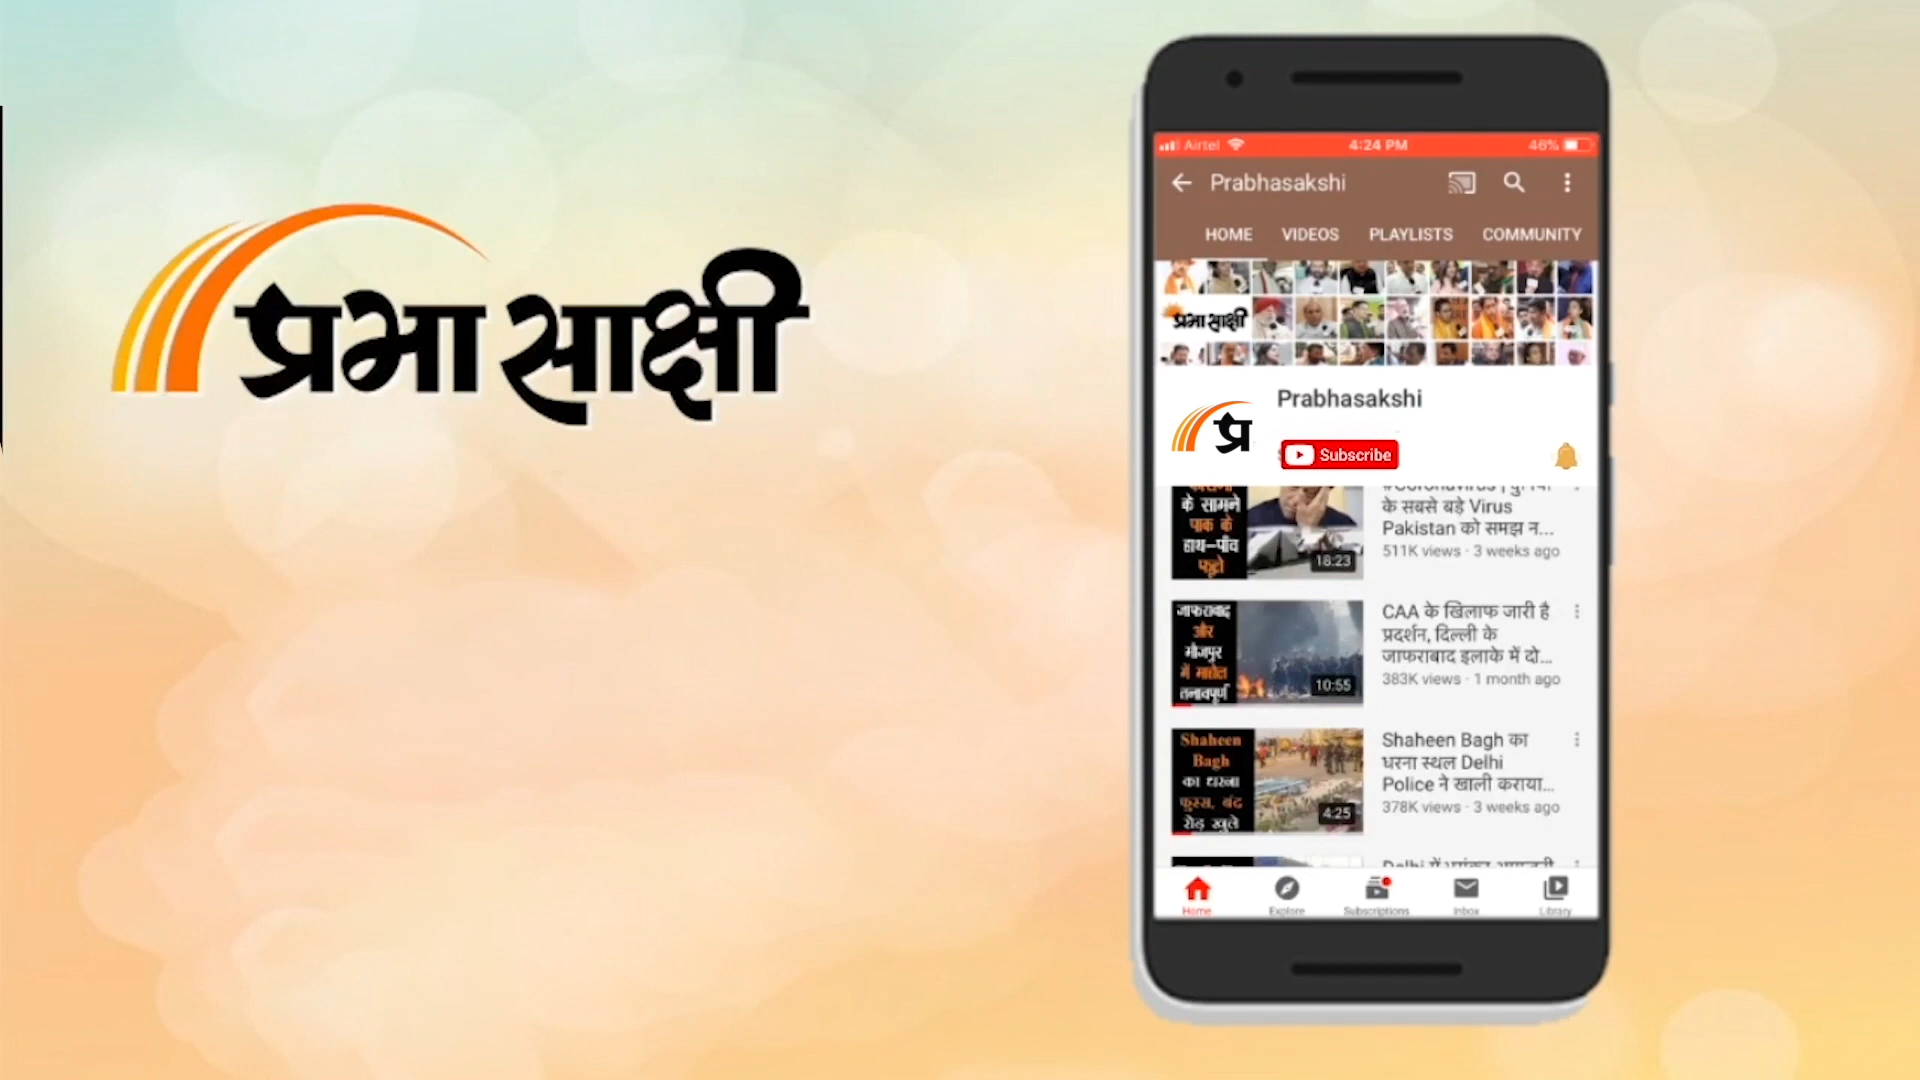 प्रभासाक्षी
Airtel 4:24 PM 46%
Prabhasakshi
HOME VIDEOS PLAYLISTS COMMUNITY
प्रभासाक्षी
Prabhasakshi
प्र
Subscribe
के सामने
पाक के
हाथ-पाँव
फूले
18:23
के सबसे बड़े Virus
Pakistan को समझ न...
511K views · 3 weeks ago
जाफराबाद
और
मौजपुर
में माहौल
तनावपूर्ण
10:55
CAA के खिलाफ जारी है
प्रदर्शन, दिल्ली के
जाफराबाद इलाके में दो...
383K views · 1 month ago
Shaheen
Bagh
का धरना
फुस्स, बंद
रोड़ खुले
4:25
Shaheen Bagh का
धरना स्थल Delhi
Police ने खाली कराया...
378K views · 3 weeks ago
Home Explore Subscriptions Inbox Library